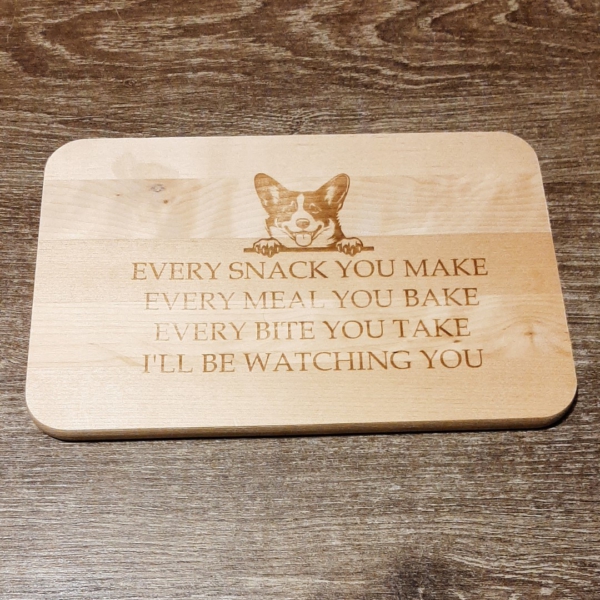 EVERY SNACK YOU MAKE
EVERY MEAL YOU BAKE
EVERY BITE YOU TAKE
I'LL BE WATCHING YOU